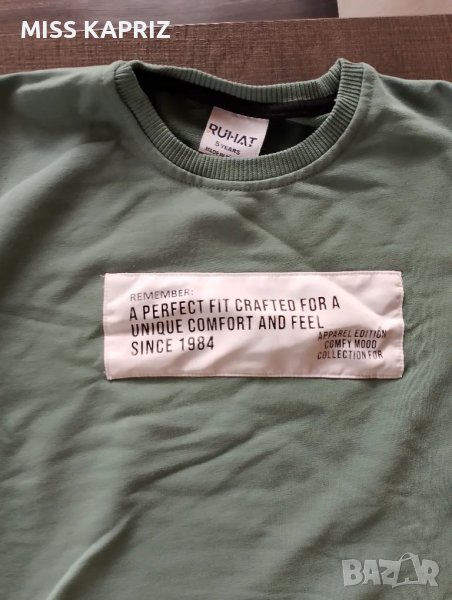 MISS KAPRIZ
RUHAT
5 YEARS
REMEMBER:
A PERFECT FIT CRAFTED FOR A
UNIQUE COMFORT AND FEEL
SINCE 1984
APPAREL EDITION
COMFY MOOD
COLLECTION FOR
BAZAR